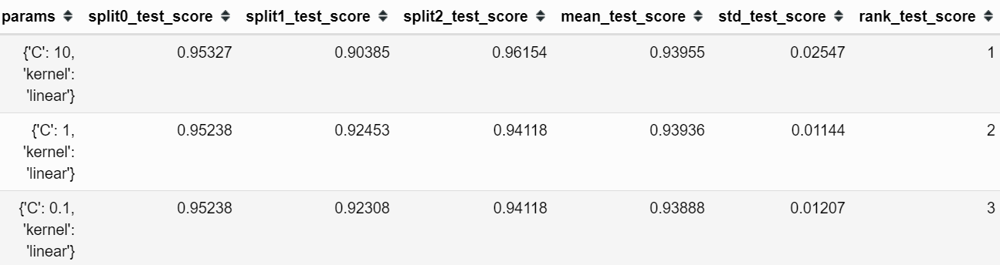 params split0_test_score split1_test_score split2_test_score mean_test_score std_test_score rank_test_score
{'C': 10, 0.95327 0.90385 0.96154 0.93955 0.02547 1
'kernel':
'linear'}
{'C': 1, 0.95238 0.92453 0.94118 0.93936 0.01144 2
'kernel':
'linear'}
{'C': 0.1, 0.95238 0.92308 0.94118 0.93888 0.01207 3
'kernel':
'linear'}